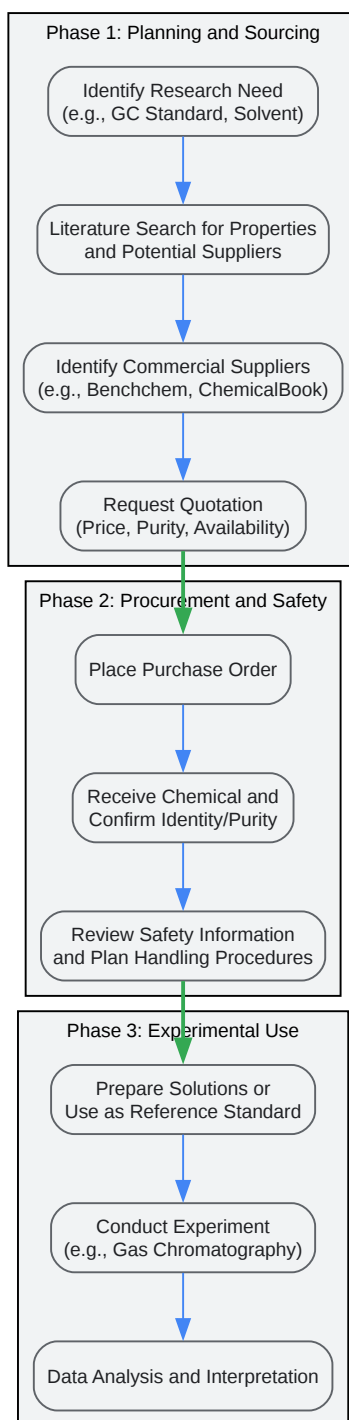 Phase 1: Planning and Sourcing
Identify Research Need
(e.g., GC Standard, Solvent)
Literature Search for Properties
and Potential Suppliers
Identify Commercial Suppliers
(e.g., Benchchem, ChemicalBook)
Request Quotation
(Price, Purity, Availability)
Phase 2: Procurement and Safety
Place Purchase Order
Receive Chemical and
Confirm Identity/Purity
Review Safety Information
and Plan Handling Procedures
Phase 3: Experimental Use
Prepare Solutions or
Use as Reference Standard
Conduct Experiment
(e.g., Gas Chromatography)
Data Analysis and Interpretation